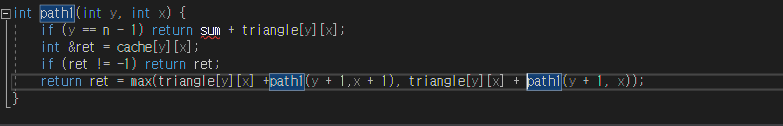 int path1(int y, int x) {
if (y == n - 1) return sum + triangle[y][x];
int &ret = cache[y][x];
if (ret != -1) return ret;
return ret = max(triangle[y][x] +path1(y + 1,x + 1), triangle[y][x] + path1(y + 1, x));
}